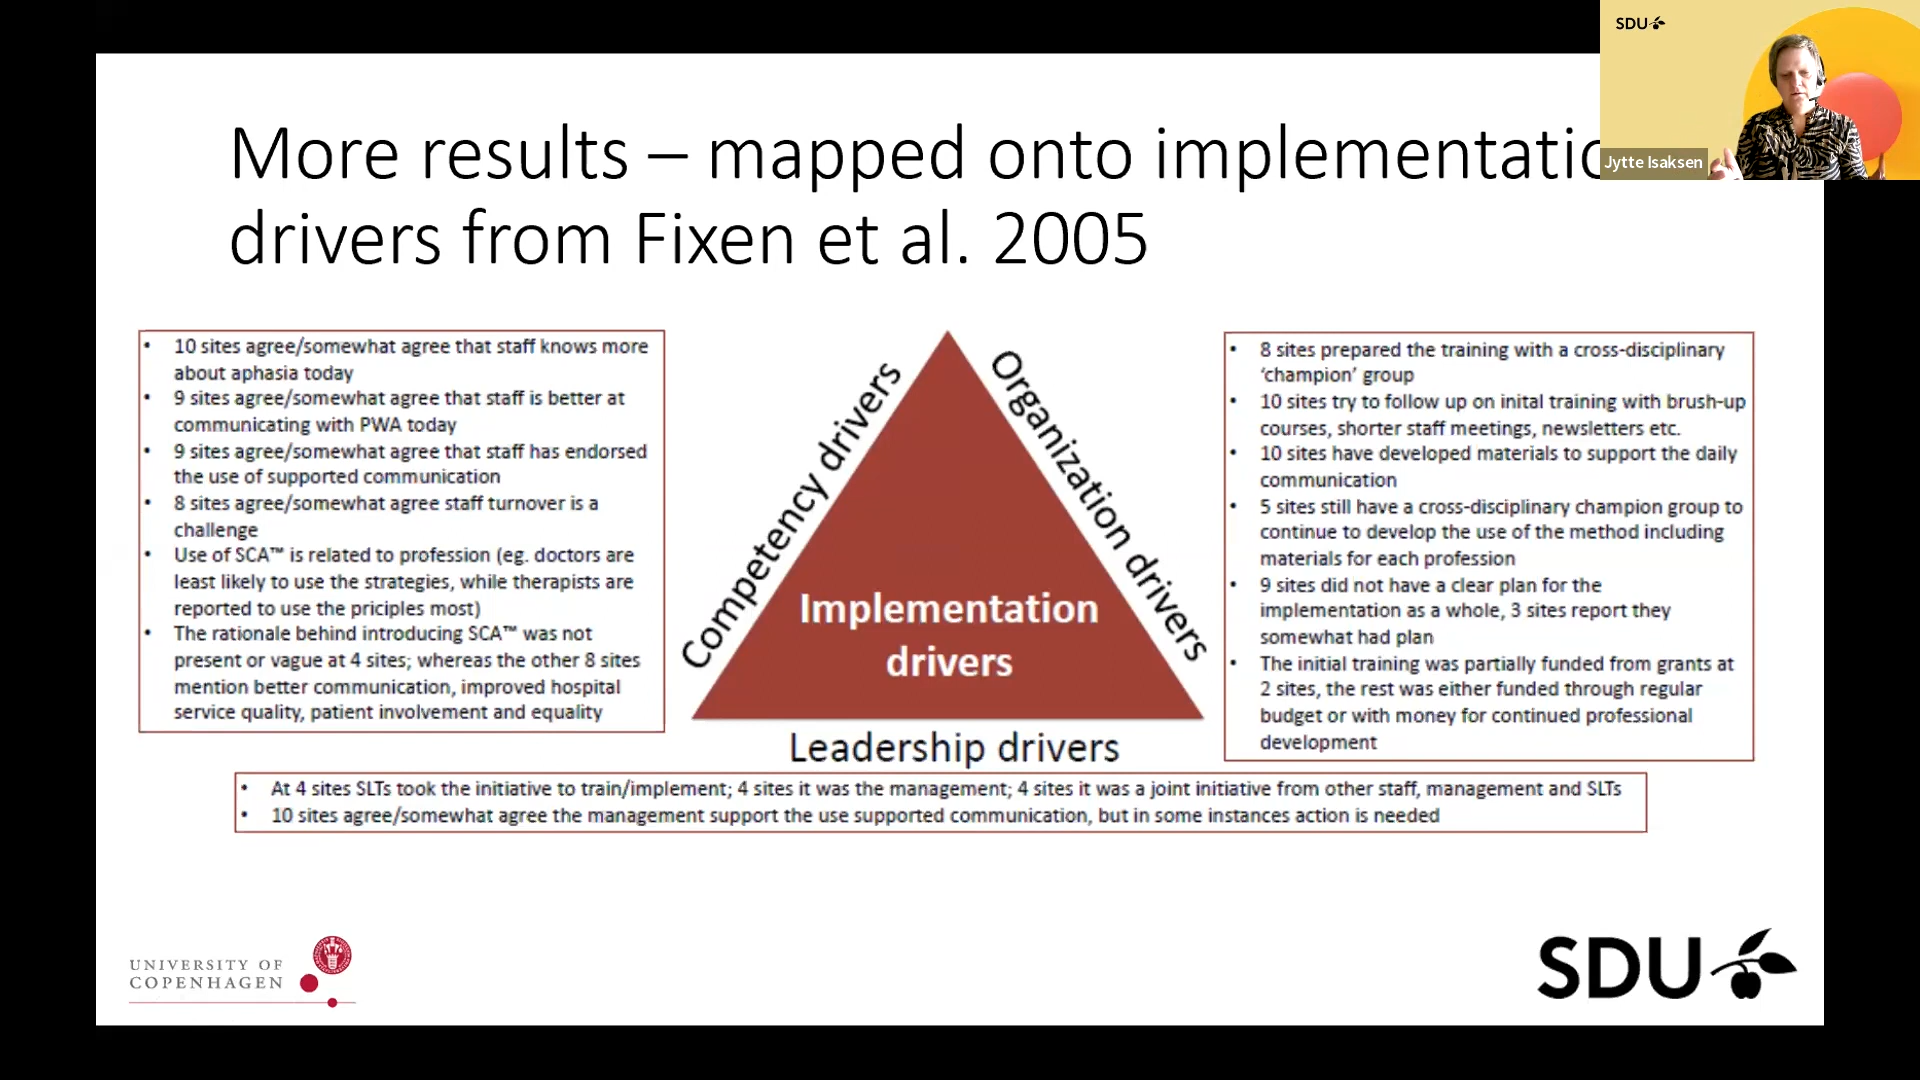 SDU
Jytte Isaksen
More results – mapped onto implementatio
drivers from Fixen et al. 2005
• 10 sites agree/somewhat agree that staff knows more
about aphasia today
• 9 sites agree/somewhat agree that staff is better at
communicating with PWA today
• 9 sites agree/somewhat agree that staff has endorsed
the use of supported communication
• 8 sites agree/somewhat agree staff turnover is a
challenge
• Use of SCA™ is related to profession (eg. doctors are
least likely to use the strategies, while therapists are
reported to use the priciples most)
• The rationale behind introducing SCA™ was not
present or vague at 4 sites; whereas the other 8 sites
mention better communication, improved hospital
service quality, patient involvement and equality
Competency drivers
Organization drivers
Implementation
drivers
Leadership drivers
• 8 sites prepared the training with a cross-disciplinary
‘champion’ group
• 10 sites try to follow up on inital training with brush-up
courses, shorter staff meetings, newsletters etc.
• 10 sites have developed materials to support the daily
communication
• 5 sites still have a cross-disciplinary champion group to
continue to develop the use of the method including
materials for each profession
• 9 sites did not have a clear plan for the
implementation as a whole, 3 sites report they
somewhat had plan
• The initial training was partially funded from grants at
2 sites, the rest was either funded through regular
budget or with money for continued professional
development
• At 4 sites SLTs took the initiative to train/implement; 4 sites it was the management; 4 sites it was a joint initiative from other staff, management and SLTs
• 10 sites agree/somewhat agree the management support the use supported communication, but in some instances action is needed
UNIVERSITY OF
COPENHAGEN
SDU